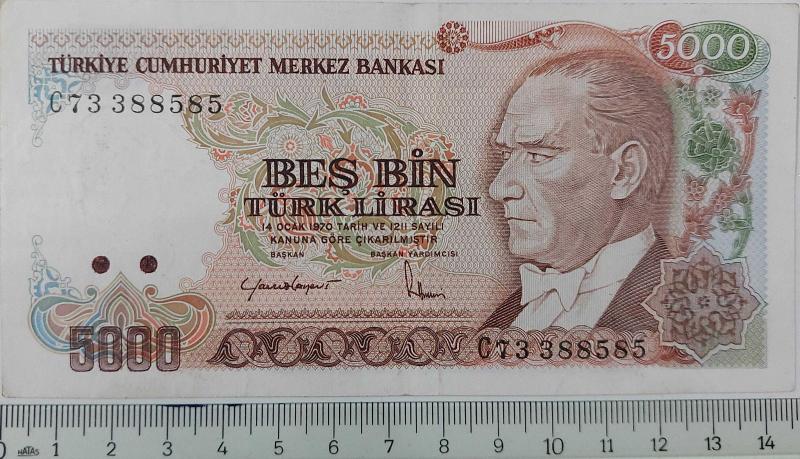 5000
TÜRKİYE CUMHURİYET MERKEZ BANKASI
C73 388585
BEŞ BİN
TÜRK LİRASI
14 OCAK 1970 TARİH VE 1211 SAYILI
KANUNA GÖRE ÇIKARILMIŞTIR
BAŞKAN BAŞKAN YARDIMCISI
5000
C73 388585
0 HATAS 1 2 3 4 5 6 7 8 9 10 11 12 13 14